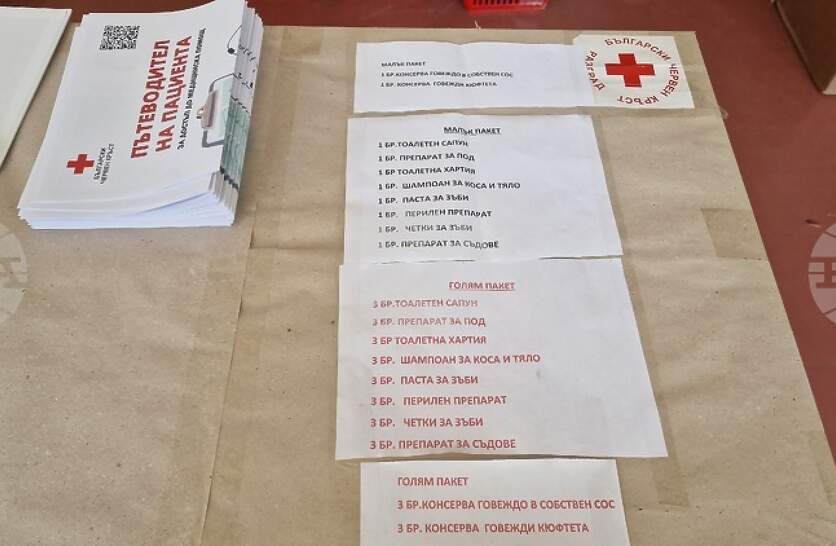 ПЪТЕВОДИТЕЛ
НА ПАЦИЕНТА
ЗА ДОСТЪП ДО МЕДИЦИНСКА ПОМОЩ
БЪЛГАРСКИ
ЧЕРВЕН КРЪСТ
МАЛЪК ПАКЕТ
1 БР.КОНСЕРВА ГОВЕЖДО В СОБСТВЕН СОС
1 БР. КОНСЕРВА ГОВЕЖДИ КЮФТЕТА
БЪЛГАРСКИ ЧЕРВЕН КРЪСТ
РАЗГРАД
МАЛЪК ПАКЕТ
1 БР.ТОАЛЕТЕН САПУН
1 БР. ПРЕПАРАТ ЗА ПОД
1 БР.ТОАЛЕТНА ХАРТИЯ
1 БР. ШАМПОАН ЗА КОСА И ТЯЛО
1 БР. ПАСТА ЗА ЗЪБИ
1 БР. ПЕРИЛЕН ПРЕПАРАТ
1 БР. ЧЕТКИ ЗА ЗЪБИ
1 БР. ПРЕПАРАТ ЗА СЪДОВЕ
ГОЛЯМ ПАКЕТ
3 БР.ТОАЛЕТЕН САПУН
3 БР. ПРЕПАРАТ ЗА ПОД
3 БР ТОАЛЕТНА ХАРТИЯ
3 БР. ШАМПОАН ЗА КОСА И ТЯЛО
3 БР. ПАСТА ЗА ЗЪБИ
3 БР. ПЕРИЛЕН ПРЕПАРАТ
3 БР. ЧЕТКИ ЗА ЗЪБИ
3 БР. ПРЕПАРАТ ЗА СЪДОВЕ
ГОЛЯМ ПАКЕТ
3 БР.КОНСЕРВА ГОВЕЖДО В СОБСТВЕН СОС
3 БР. КОНСЕРВА ГОВЕЖДИ КЮФТЕТА